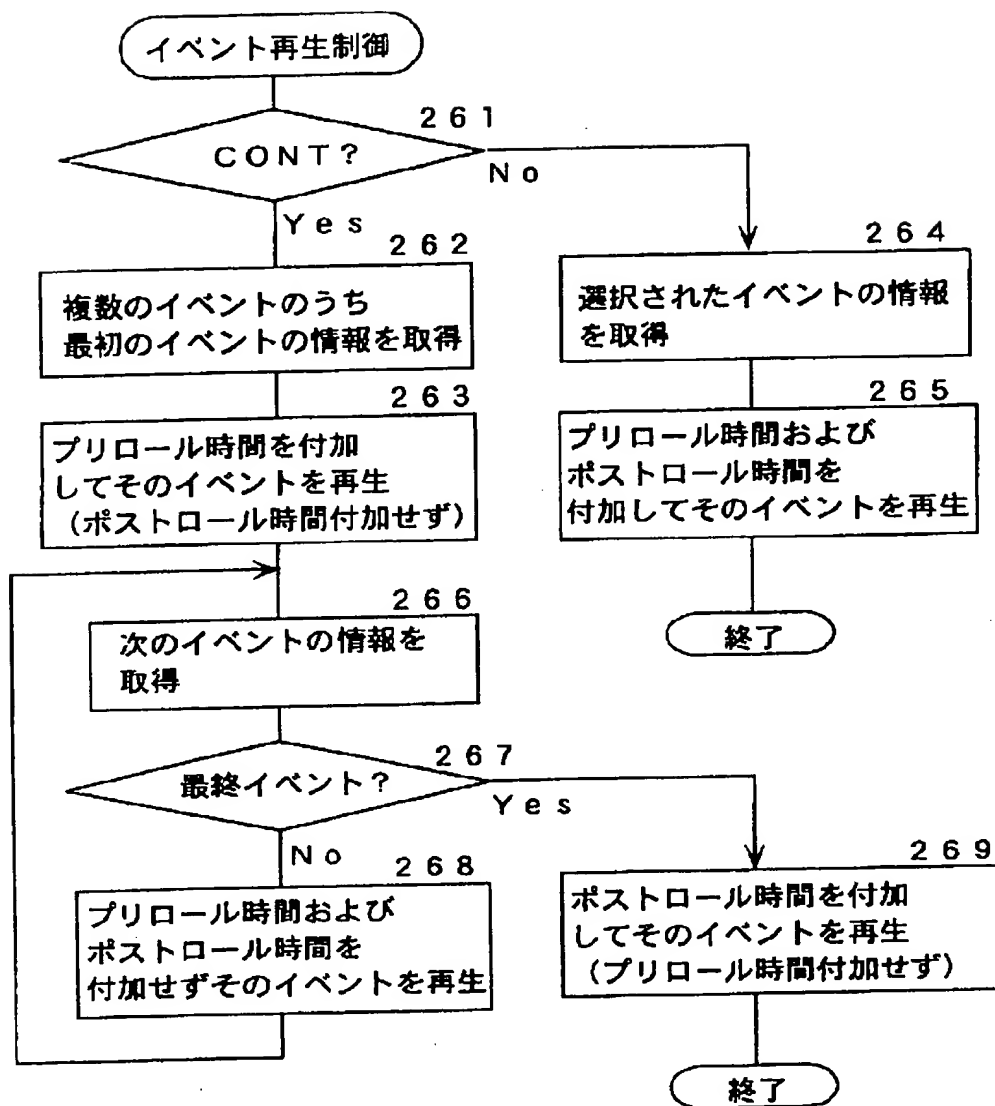 イベント再生制御
261
CONT?
No
Yes
262
複数のイベントのうち
最初のイベントの情報を取得
263
プリロール時間を付加
してそのイベントを再生
(ポストロール時間付加せず)
264
選択されたイベントの情報
を取得
265
プリロール時間および
ポストロール時間を
付加してそのイベントを再生
終了
266
次のイベントの情報を
取得
267
最終イベント?
Yes
No
268
プリロール時間および
ポストロール時間を
付加せずそのイベントを再生
269
ポストロール時間を付加
してそのイベントを再生
(プリロール時間付加せず)
終了